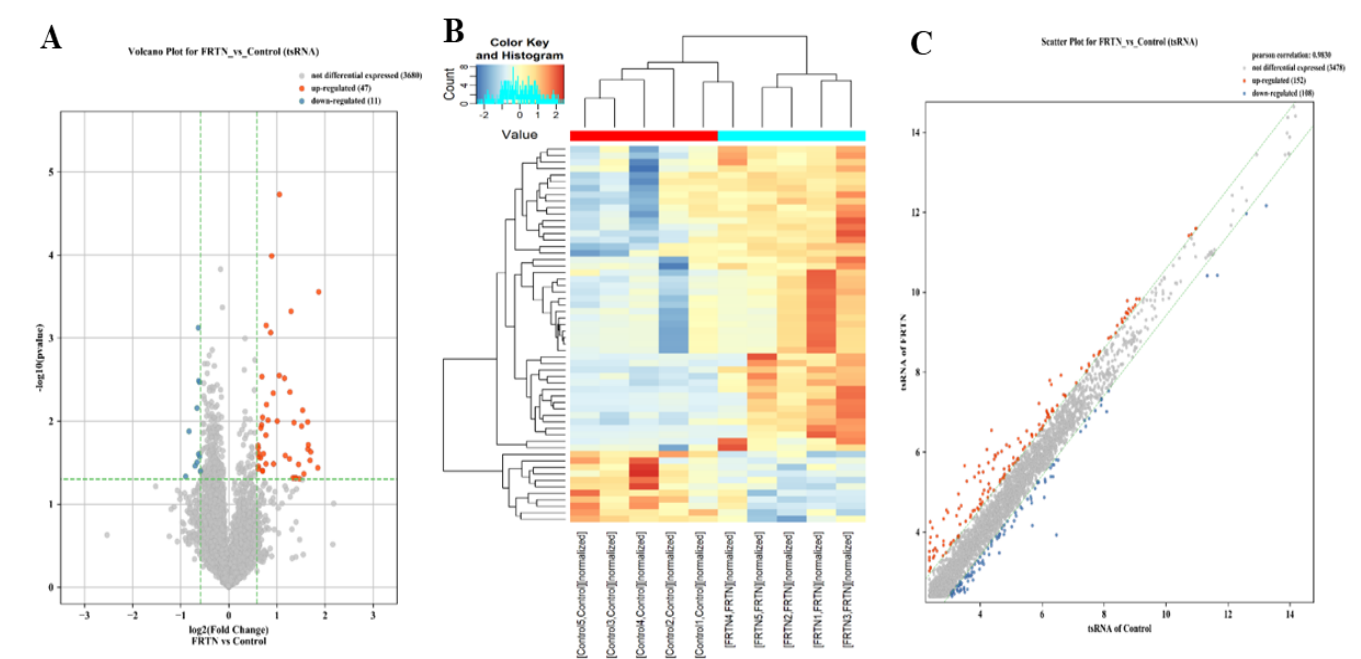 A
Volcano Plot for FRTN_vs_Control (tsRNA)
not differential expressed (3680)
up-regulated (47)
down-regulated (11)
5
4
3
2
1
0
-log10(pvalue)
−3 −2 −1 0 1 2 3
log2(Fold Change)
FRTN vs Control
B
Color Key
and Histogram
Count
0 4 8
-2 0 1 2
Value
[Control5,Control][normalized]
[Control3,Control][normalized]
[Control4,Control][normalized]
[Control2,Control][normalized]
[Control1,Control][normalized]
[FRTN4,FRTN][normalized]
[FRTN5,FRTN][normalized]
[FRTN2,FRTN][normalized]
[FRTN1,FRTN][normalized]
[FRTN3,FRTN][normalized]
C
Scatter Plot for FRTN_vs_Control (tsRNA)
pearson correlation: 0.9830
not differential expressed (3478)
up-regulated (152)
down-regulated (108)
14
12
10
8
6
4
tsRNA of FRTN
4 6 8 10 12 14
tsRNA of Control